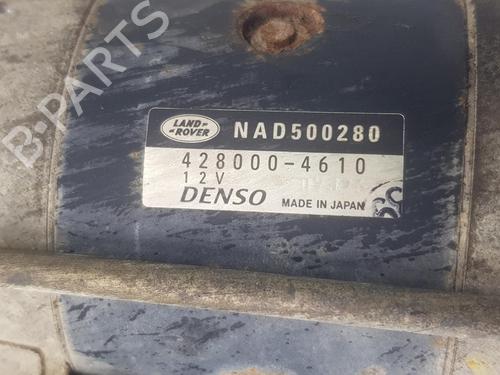 B-PARTS
LAND-
-ROVER
NAD500280
428000-4610
12V
DENSO
MADE IN JAPAN